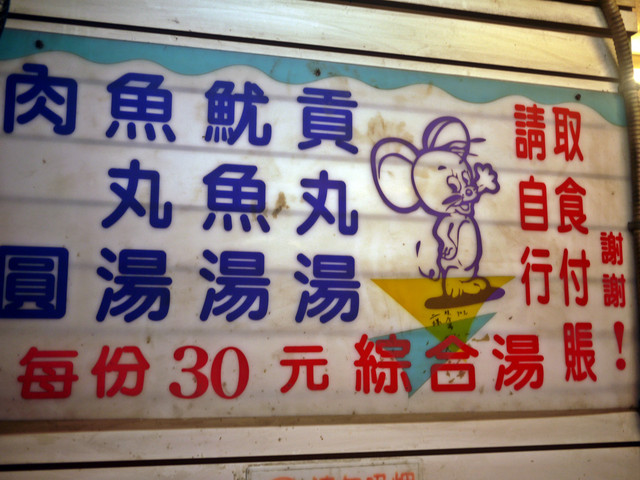 取食付賬
請自行
謝謝!
貢丸湯
魷魚湯
魚丸湯
肉圓
綜合湯
每份30元